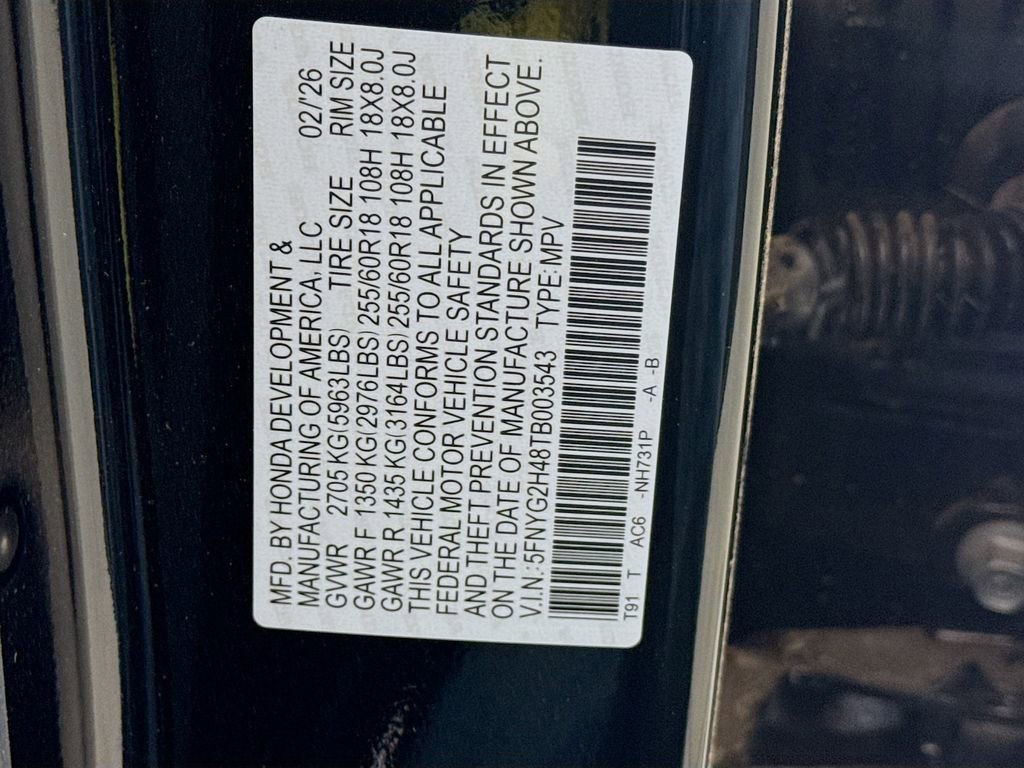 MFD. BY HONDA DEVELOPMENT &
MANUFACTURING OF AMERICA, LLC 02/'26
GVWR 2705 KG(5963LBS) TIRE SIZE RIM SIZE
GAWR F 1350 KG(2976LBS) 255/60R18 108H 18X8.0J
GAWR R 1435 KG(3164LBS) 255/60R18 108H 18X8.0J
THIS VEHICLE CONFORMS TO ALL APPLICABLE
FEDERAL MOTOR VEHICLE SAFETY
AND THEFT PREVENTION STANDARDS IN EFFECT
ON THE DATE OF MANUFACTURE SHOWN ABOVE.
V.I.N.: 5FNYG2H48TB003543 TYPE: MPV
T91 T AC6 -NH731P -A -B